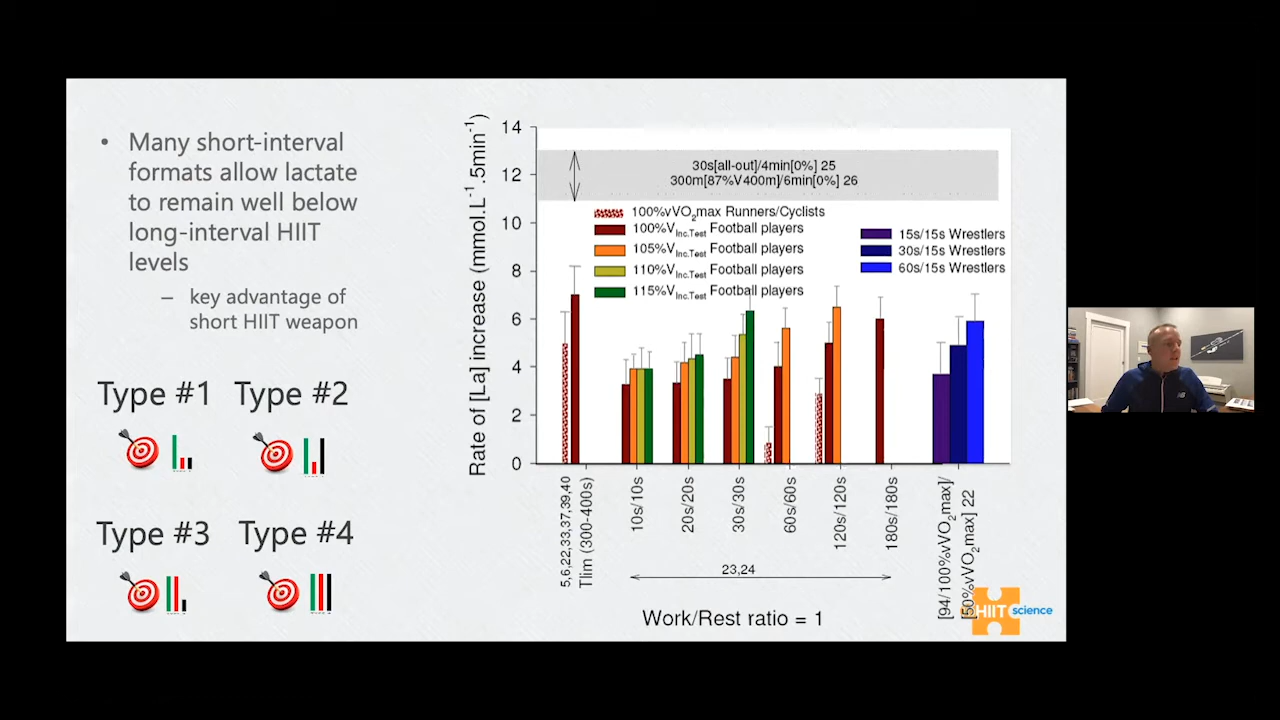 • Many short-interval
formats allow lactate
to remain well below
long-interval HIIT
levels
– key advantage of
short HIIT weapon
Type #1 Type #2
Type #3 Type #4
Rate of [La] increase (mmol.L-1.5min-1)
14
12
10
8
6
4
2
0
30s[all-out]/4min[0%] 25
300m[87%V400m]/6min[0%] 26
100%vVO2max Runners/Cyclists
100%VInc.Test Football players
105%VInc.Test Football players
110%VInc.Test Football players
115%VInc.Test Football players
15s/15s Wrestlers
30s/15s Wrestlers
60s/15s Wrestlers
5,6,22,33,37,39,40
Tlim (300-400s)
10s/10s
20s/20s
30s/30s
60s/60s
120s/120s
180s/180s
[94/100%vVO2max]/
[50%vVO2max] 22
23,24
Work/Rest ratio = 1
HIIT science